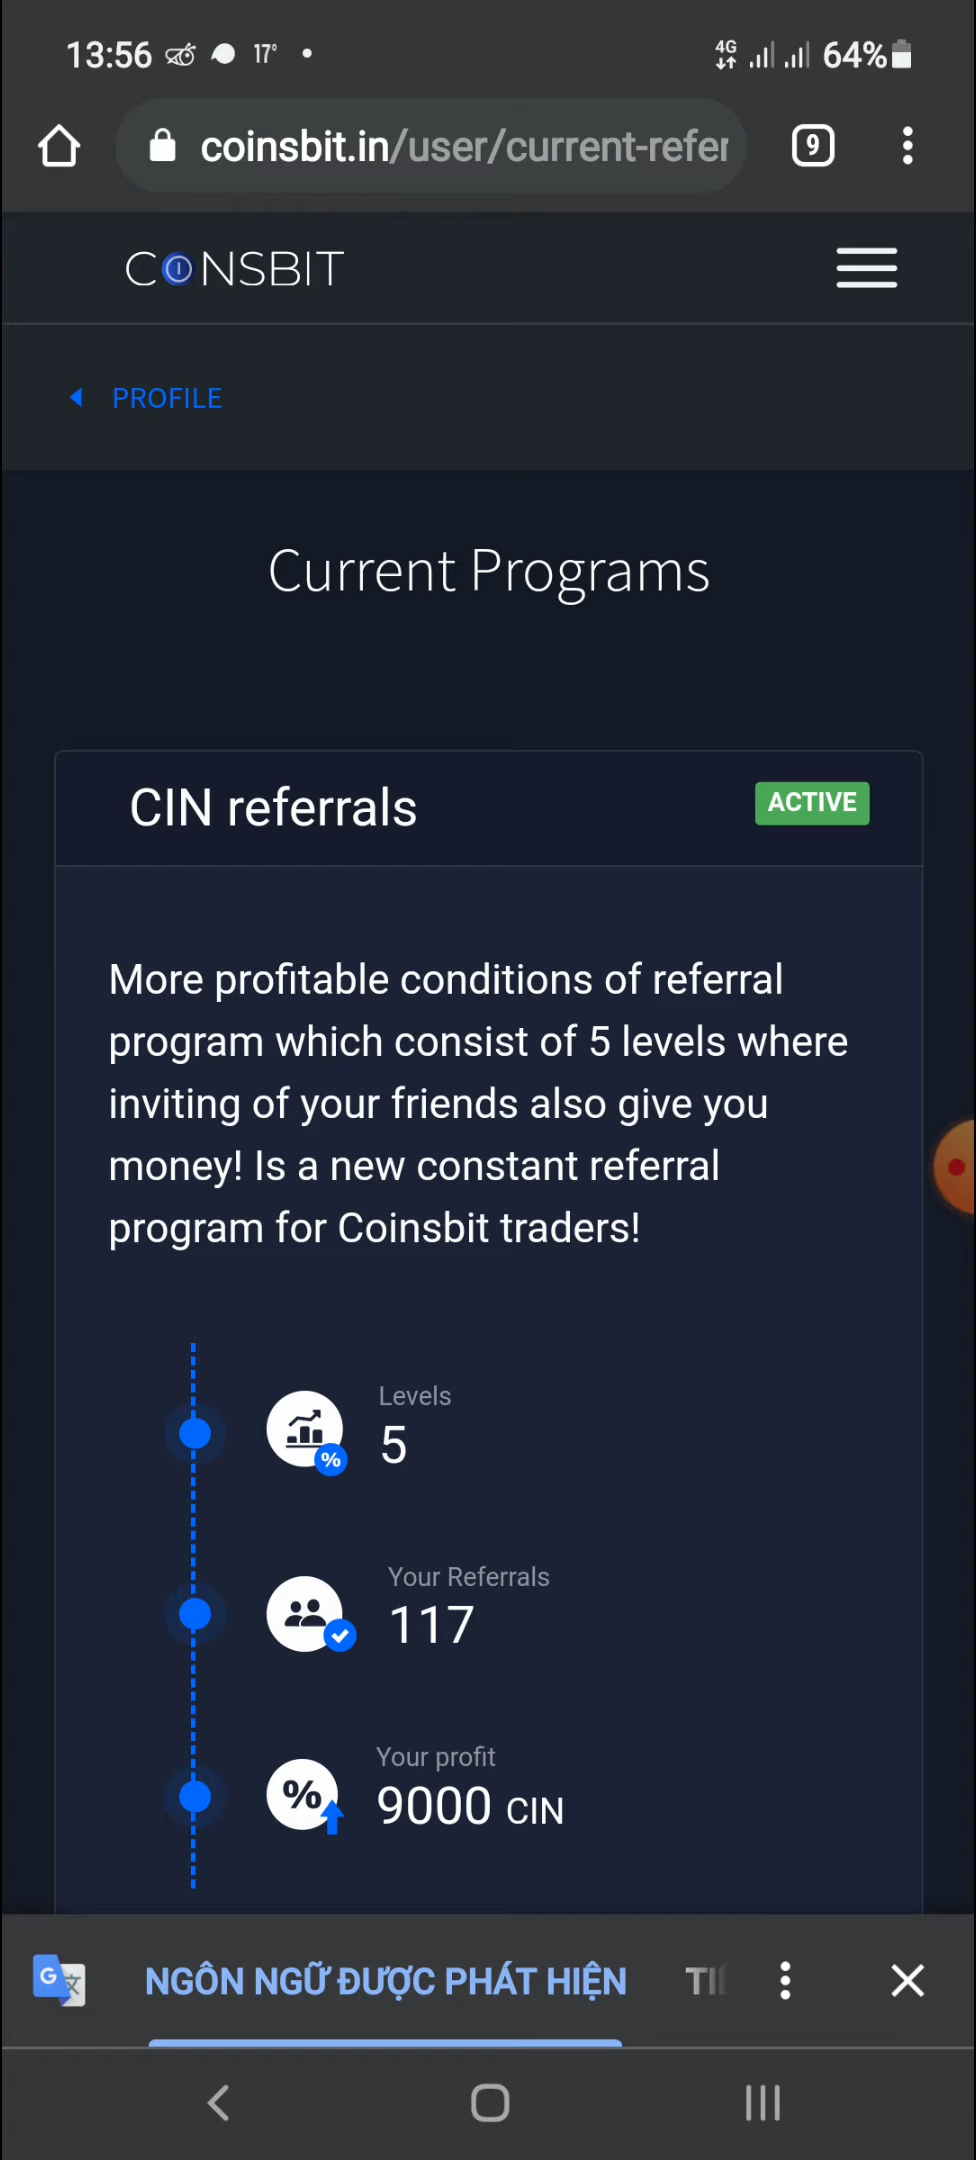 13:56 17° 4G 64%
coinsbit.in/user/current-refer 9
COINSBIT
PROFILE
Current Programs
CIN referrals ACTIVE
More profitable conditions of referral
program which consist of 5 levels where
inviting of your friends also give you
money! Is a new constant referral
program for Coinsbit traders!
Levels
5
%
Your Referrals
117
Your profit
% 9000 CIN
G 文 NGÔN NGỮ ĐƯỢC PHÁT HIỆN